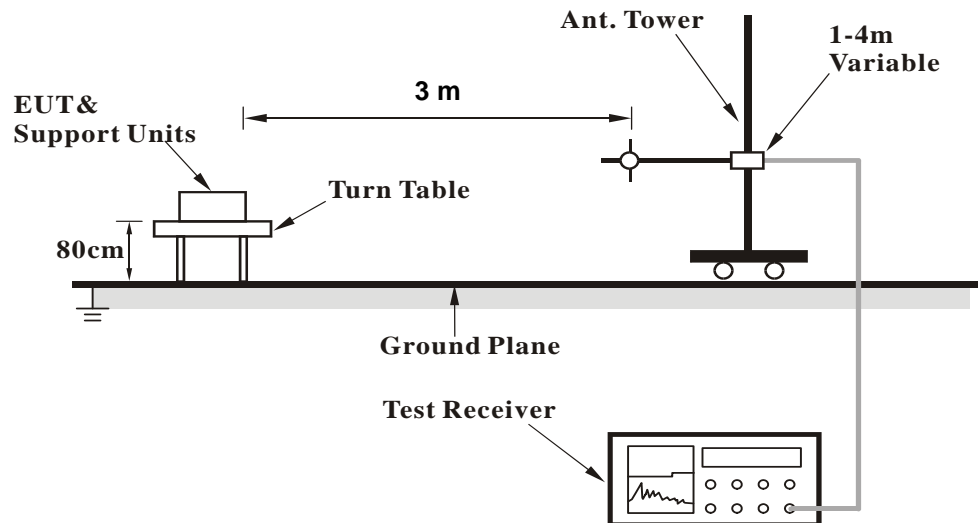 Ant. Tower
1-4m
Variable
3 m
EUT&
Support Units
Turn Table
80cm
Ground Plane
Test Receiver